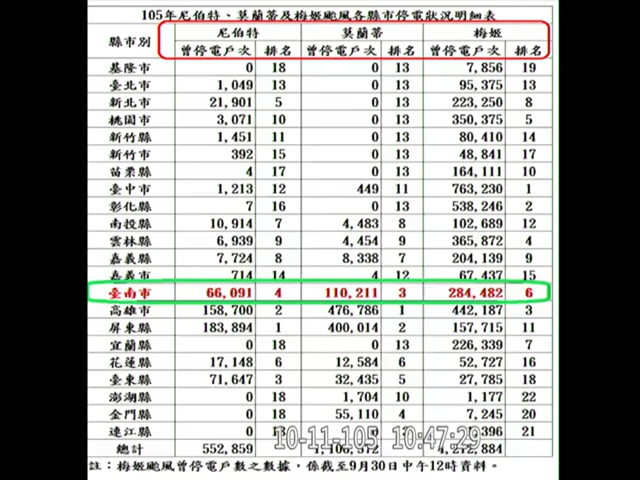 105年尼伯特、莫蘭蒂及梅姬颱風各縣市停電狀況明細表
縣市別 尼伯特 莫蘭蒂 梅姬
曾停電戶次 排名 曾停電戶次 排名 曾停電戶次 排名
基隆市 0 18 0 13 7,856 19
臺北市 1,049 13 0 13 95,375 13
新北市 21,901 5 0 13 223,250 8
桃園市 3,071 10 0 13 350,375 5
新竹縣 1,451 11 0 13 80,410 14
新竹市 392 15 0 13 48,841 17
苗栗縣 4 17 0 13 164,111 10
臺中市 1,213 12 449 11 763,230 1
彰化縣 7 16 0 13 538,246 2
南投縣 10,914 7 4,483 8 102,689 12
雲林縣 6,939 9 4,454 9 365,872 4
嘉義縣 7,724 8 8,338 7 204,139 9
嘉義市 714 14 4 12 67,437 15
臺南市 66,091 4 110,211 3 284,482 6
高雄市 158,700 2 476,786 1 442,187 3
屏東縣 183,894 1 400,014 2 157,715 11
宜蘭縣 0 18 0 13 226,339 7
花蓮縣 17,148 6 12,584 6 52,727 16
臺東縣 71,647 3 32,435 5 27,785 18
澎湖縣 0 18 1,704 10 1,177 22
金門縣 0 18 55,110 4 7,245 20
連江縣 0 21
總計 552,859 4,212,884
10-11-105 10:47:29
註：梅姬颱風曾停電戶數之數據，係截至9月30日中午12時資料。